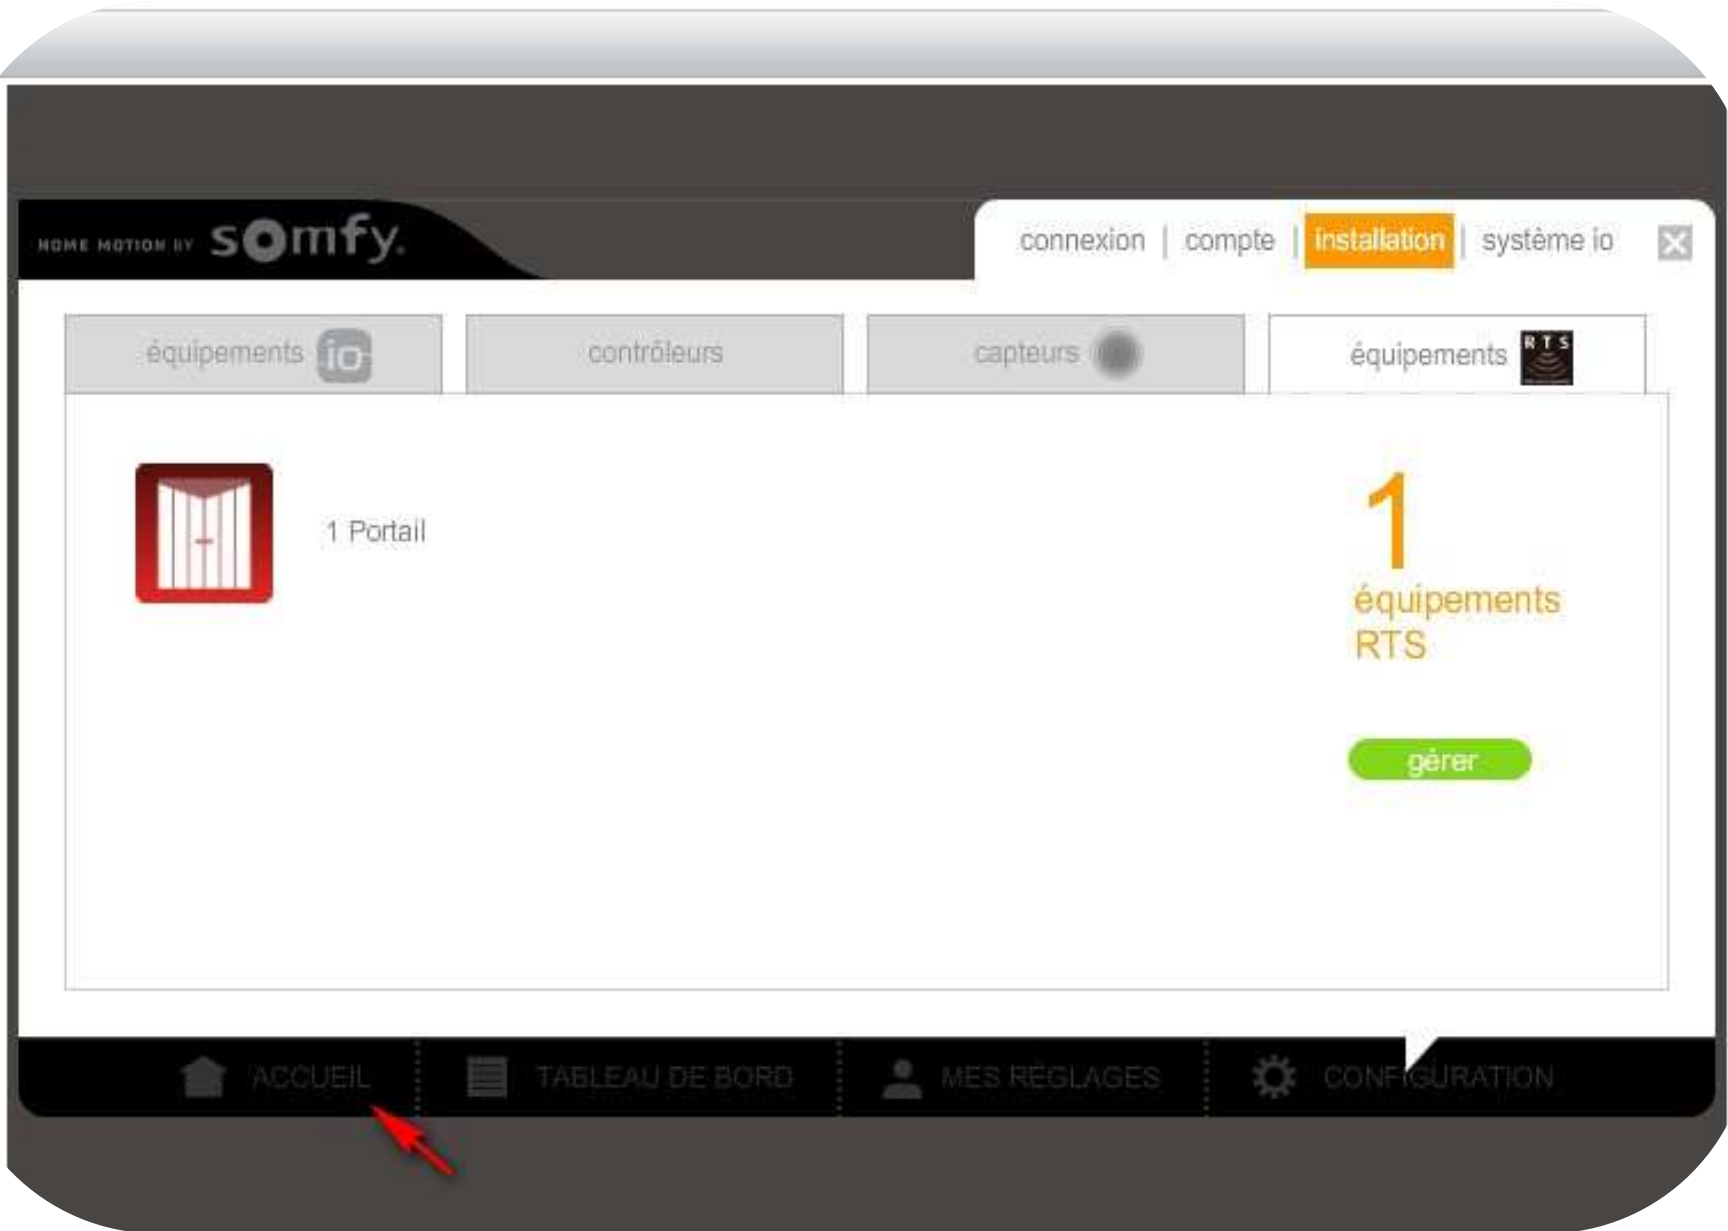 HOME MOTION BY somfy.
connexion | compte | installation | système io
équipements io
contrôleurs
capteurs
équipements RTS
1 Portail
1
équipements
RTS
gérer
ACCUEIL
TABLEAU DE BORD
MES RÉGLAGES
CONFIGURATION